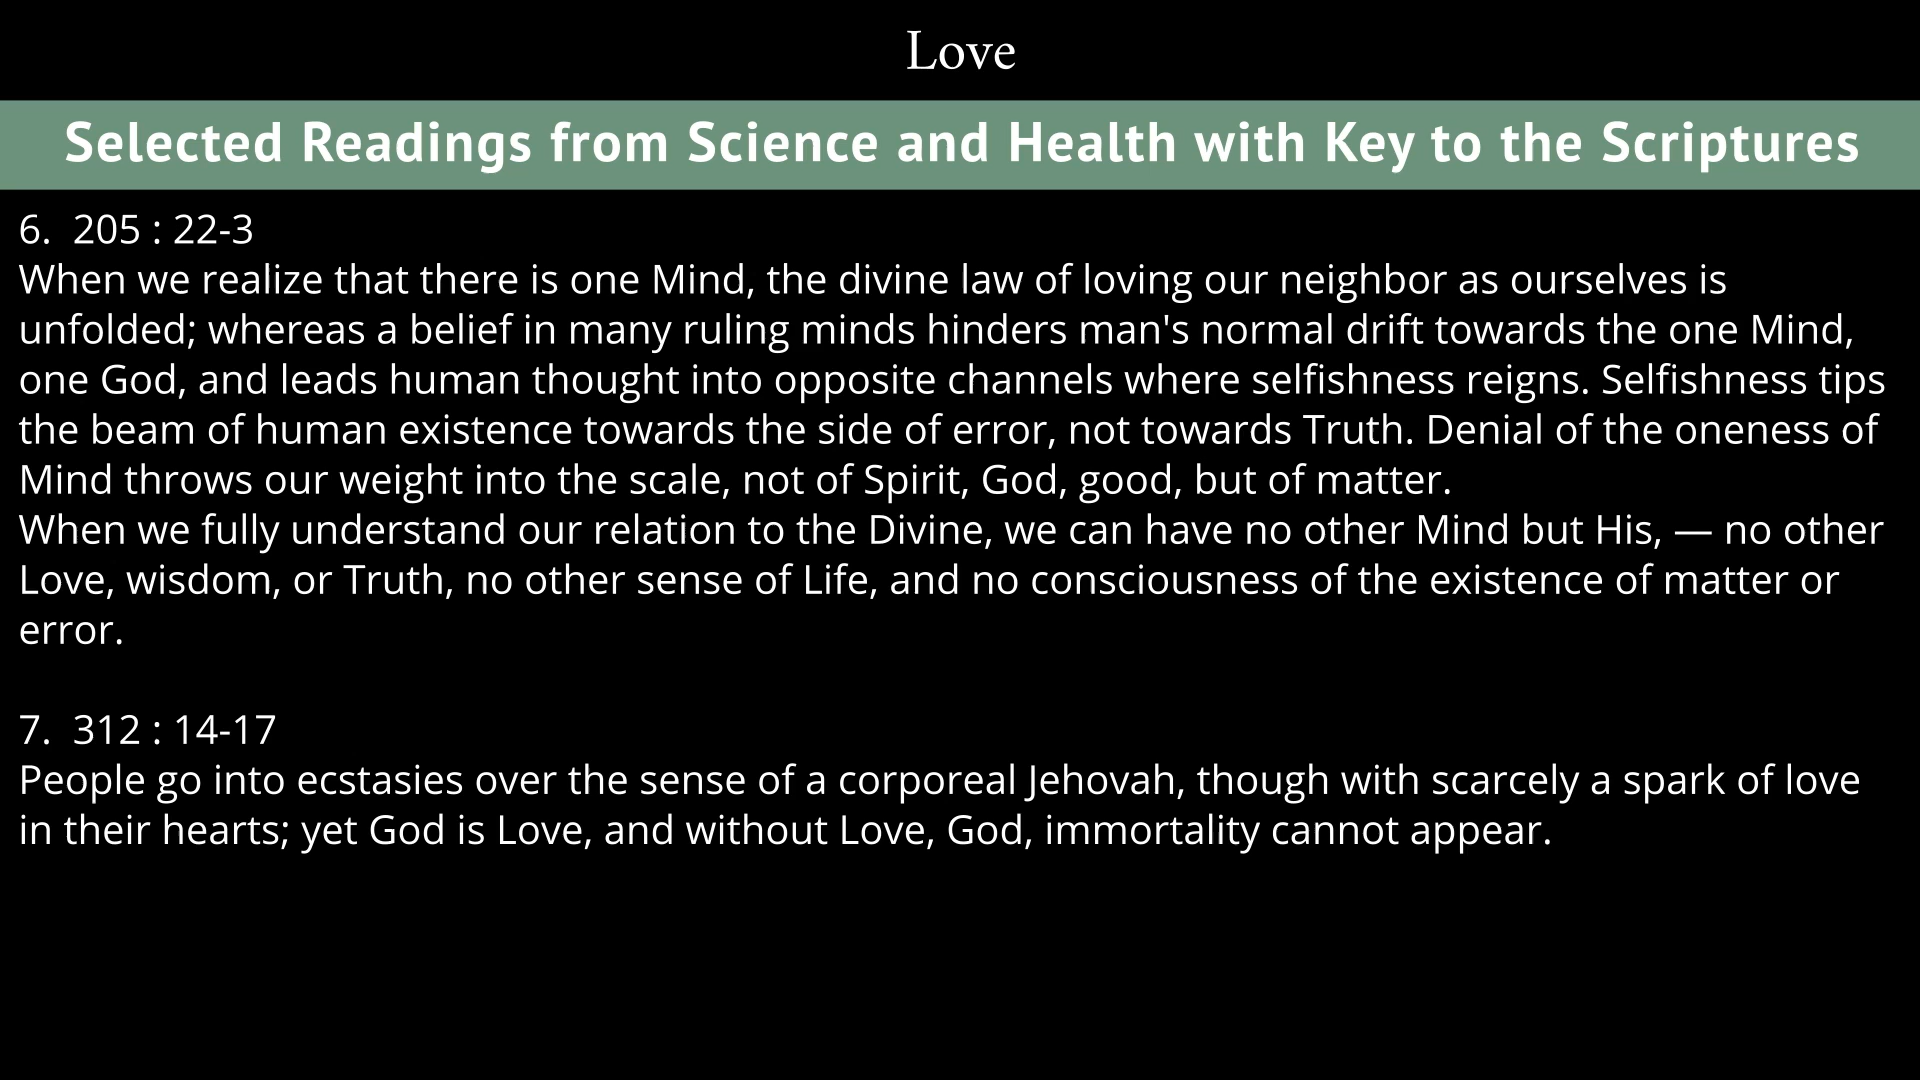 Love
Selected Readings from Science and Health with Key to the Scriptures
6.  205 : 22-3
When we realize that there is one Mind, the divine law of loving our neighbor as ourselves is
unfolded; whereas a belief in many ruling minds hinders man's normal drift towards the one Mind,
one God, and leads human thought into opposite channels where selfishness reigns. Selfishness tips
the beam of human existence towards the side of error, not towards Truth. Denial of the oneness of
Mind throws our weight into the scale, not of Spirit, God, good, but of matter.
When we fully understand our relation to the Divine, we can have no other Mind but His, — no other
Love, wisdom, or Truth, no other sense of Life, and no consciousness of the existence of matter or
error.
7.  312 : 14-17
People go into ecstasies over the sense of a corporeal Jehovah, though with scarcely a spark of love
in their hearts; yet God is Love, and without Love, God, immortality cannot appear.